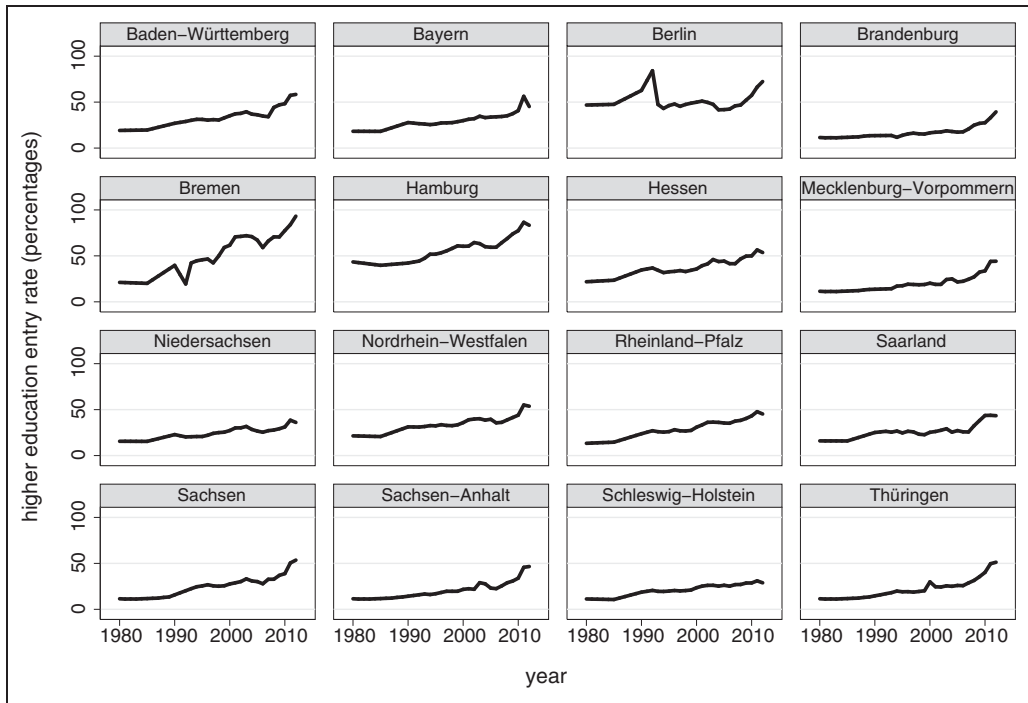 higher education entry rate (percentages)
Baden−Württemberg Bayern Berlin Brandenburg
100
50
0
Bremen Hamburg Hessen Mecklenburg−Vorpommern
100
50
0
Niedersachsen Nordrhein−Westfalen Rheinland−Pfalz Saarland
100
50
0
Sachsen Sachsen−Anhalt Schleswig−Holstein Thüringen
100
50
0
1980 1990 2000 2010 1980 1990 2000 2010 1980 1990 2000 2010 1980 1990 2000 2010
year